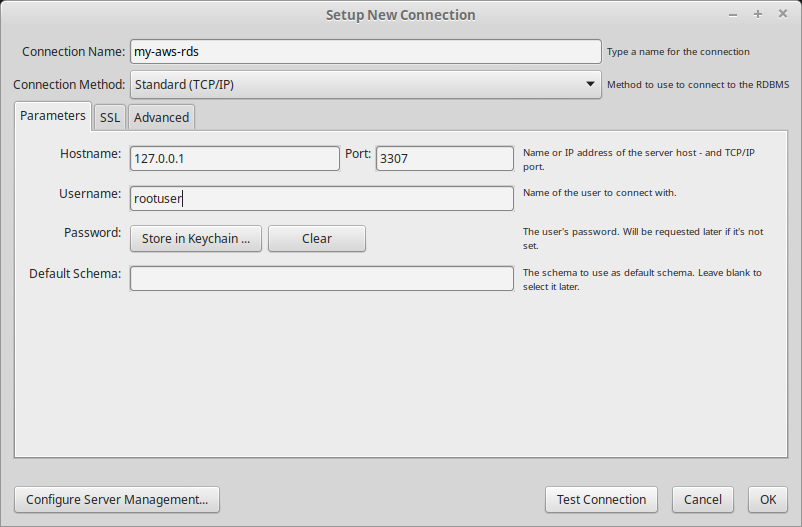 Setup New Connection
Connection Name: my-aws-rds Type a name for the connection
Connection Method: Standard (TCP/IP) Method to use to connect to the RDBMS
Parameters SSL Advanced
Hostname: 127.0.0.1 Port: 3307 Name or IP address of the server host - and TCP/IP
port.
Username: rootuser Name of the user to connect with.
Password: Store in Keychain ... Clear The user's password. Will be requested later if it's not
set.
Default Schema: The schema to use as default schema. Leave blank to
select it later.
Configure Server Management... Test Connection Cancel OK